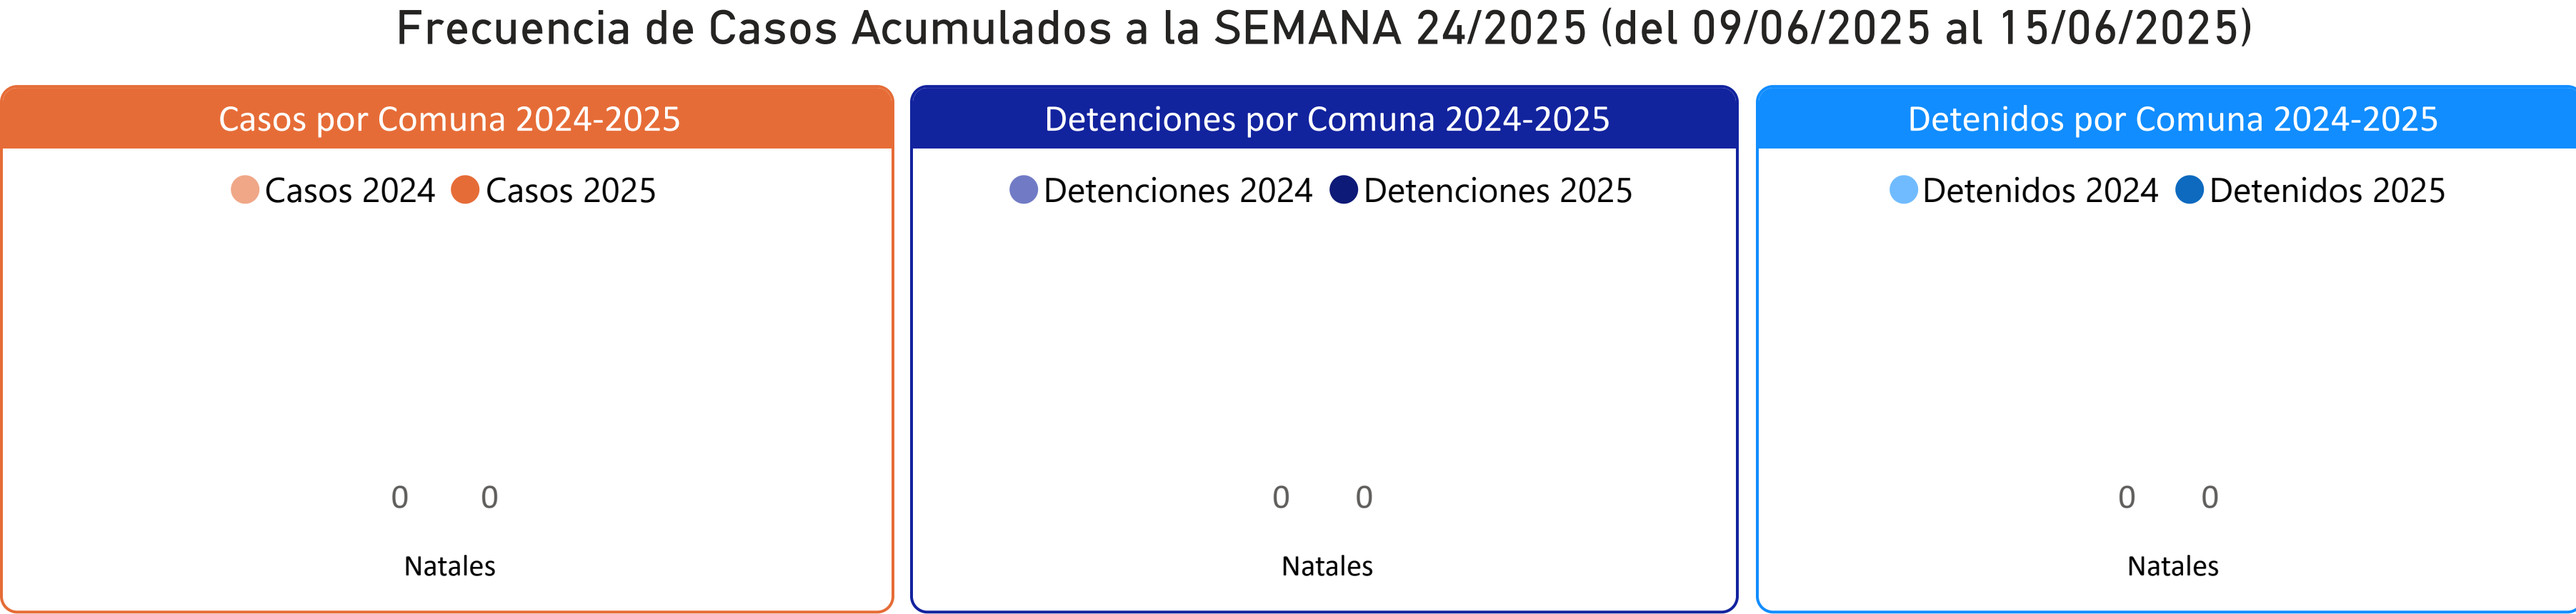 Frecuencia de Casos Acumulados a la SEMANA 24/2025 (del 09/06/2025 al 15/06/2025)
Casos por Comuna 2024-2025
Casos 2024 Casos 2025
0 0
Natales
Detenciones por Comuna 2024-2025
Detenciones 2024 Detenciones 2025
0 0
Natales
Detenidos por Comuna 2024-2025
Detenidos 2024 Detenidos 2025
0 0
Natales